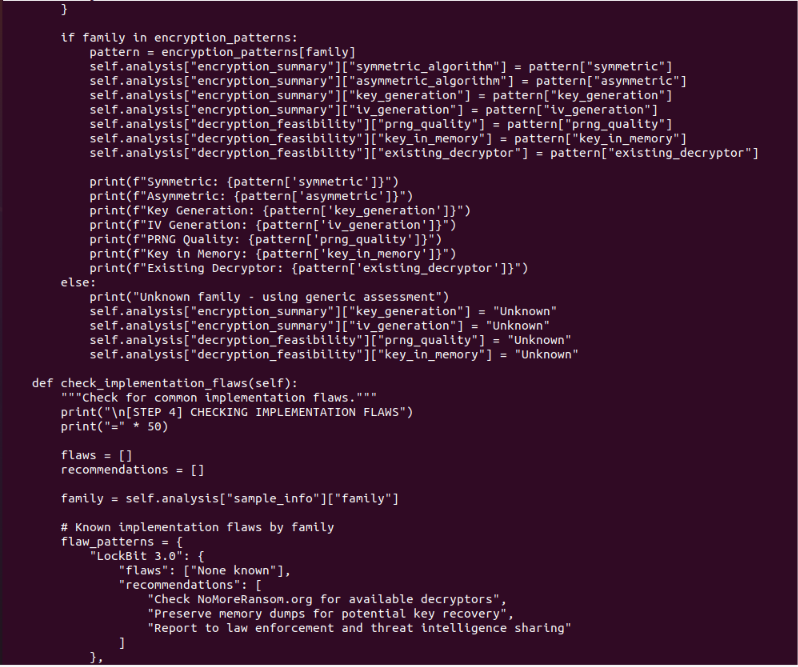 }

        if family in encryption_patterns:
            pattern = encryption_patterns[family]
            self.analysis["encryption_summary"]["symmetric_algorithm"] = pattern["symmetric"]
            self.analysis["encryption_summary"]["asymmetric_algorithm"] = pattern["asymmetric"]
            self.analysis["encryption_summary"]["key_generation"] = pattern["key_generation"]
            self.analysis["encryption_summary"]["iv_generation"] = pattern["iv_generation"]
            self.analysis["decryption_feasibility"]["prng_quality"] = pattern["prng_quality"]
            self.analysis["decryption_feasibility"]["key_in_memory"] = pattern["key_in_memory"]
            self.analysis["decryption_feasibility"]["existing_decryptor"] = pattern["existing_decryptor"]

            print(f"Symmetric: {pattern['symmetric']}")
            print(f"Asymmetric: {pattern['asymmetric']}")
            print(f"Key Generation: {pattern['key_generation']}")
            print(f"IV Generation: {pattern['iv_generation']}")
            print(f"PRNG Quality: {pattern['prng_quality']}")
            print(f"Key in Memory: {pattern['key_in_memory']}")
            print(f"Existing Decryptor: {pattern['existing_decryptor']}")
        else:
            print("Unknown family - using generic assessment")
            self.analysis["encryption_summary"]["key_generation"] = "Unknown"
            self.analysis["encryption_summary"]["iv_generation"] = "Unknown"
            self.analysis["decryption_feasibility"]["prng_quality"] = "Unknown"
            self.analysis["decryption_feasibility"]["key_in_memory"] = "Unknown"

    def check_implementation_flaws(self):
        """Check for common implementation flaws."""
        print("\n[STEP 4] CHECKING IMPLEMENTATION FLAWS")
        print("=" * 50)

        flaws = []
        recommendations = []

        family = self.analysis["sample_info"]["family"]

        # Known implementation flaws by family
        flaw_patterns = {
            "LockBit 3.0": {
                "flaws": ["None known"],
                "recommendations": [
                    "Check NoMoreRansom.org for available decryptors",
                    "Preserve memory dumps for potential key recovery",
                    "Report to law enforcement and threat intelligence sharing"
                ]
            },